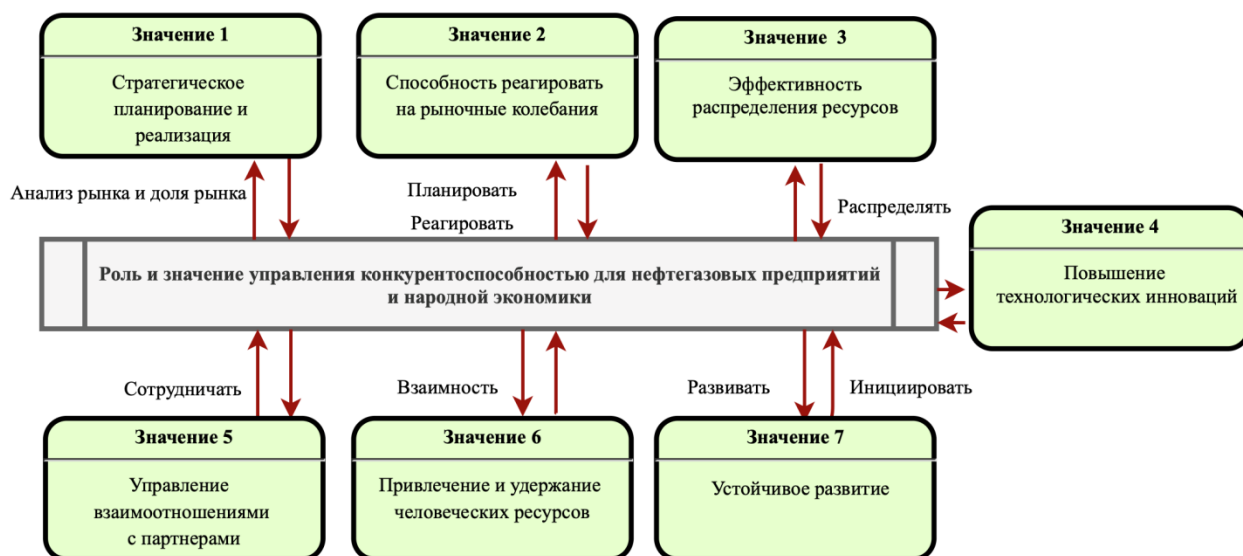 Значение 1
Стратегическое
планирование и
реализация
Значение 2
Способность реагировать
на рыночные колебания
Значение 3
Эффективность
распределения ресурсов
Анализ рынка и доля рынка
Планировать
Реагировать
Распределять
Значение 4
Повышение
технологических инноваций
Роль и значение управления конкурентоспособностью для нефтегазовых предприятий
и народной экономики
Сотрудничать
Взаимность
Развивать
Инициировать
Значение 5
Управление
взаимоотношениями
с партнерами
Значение 6
Привлечение и удержание
человеческих ресурсов
Значение 7
Устойчивое развитие